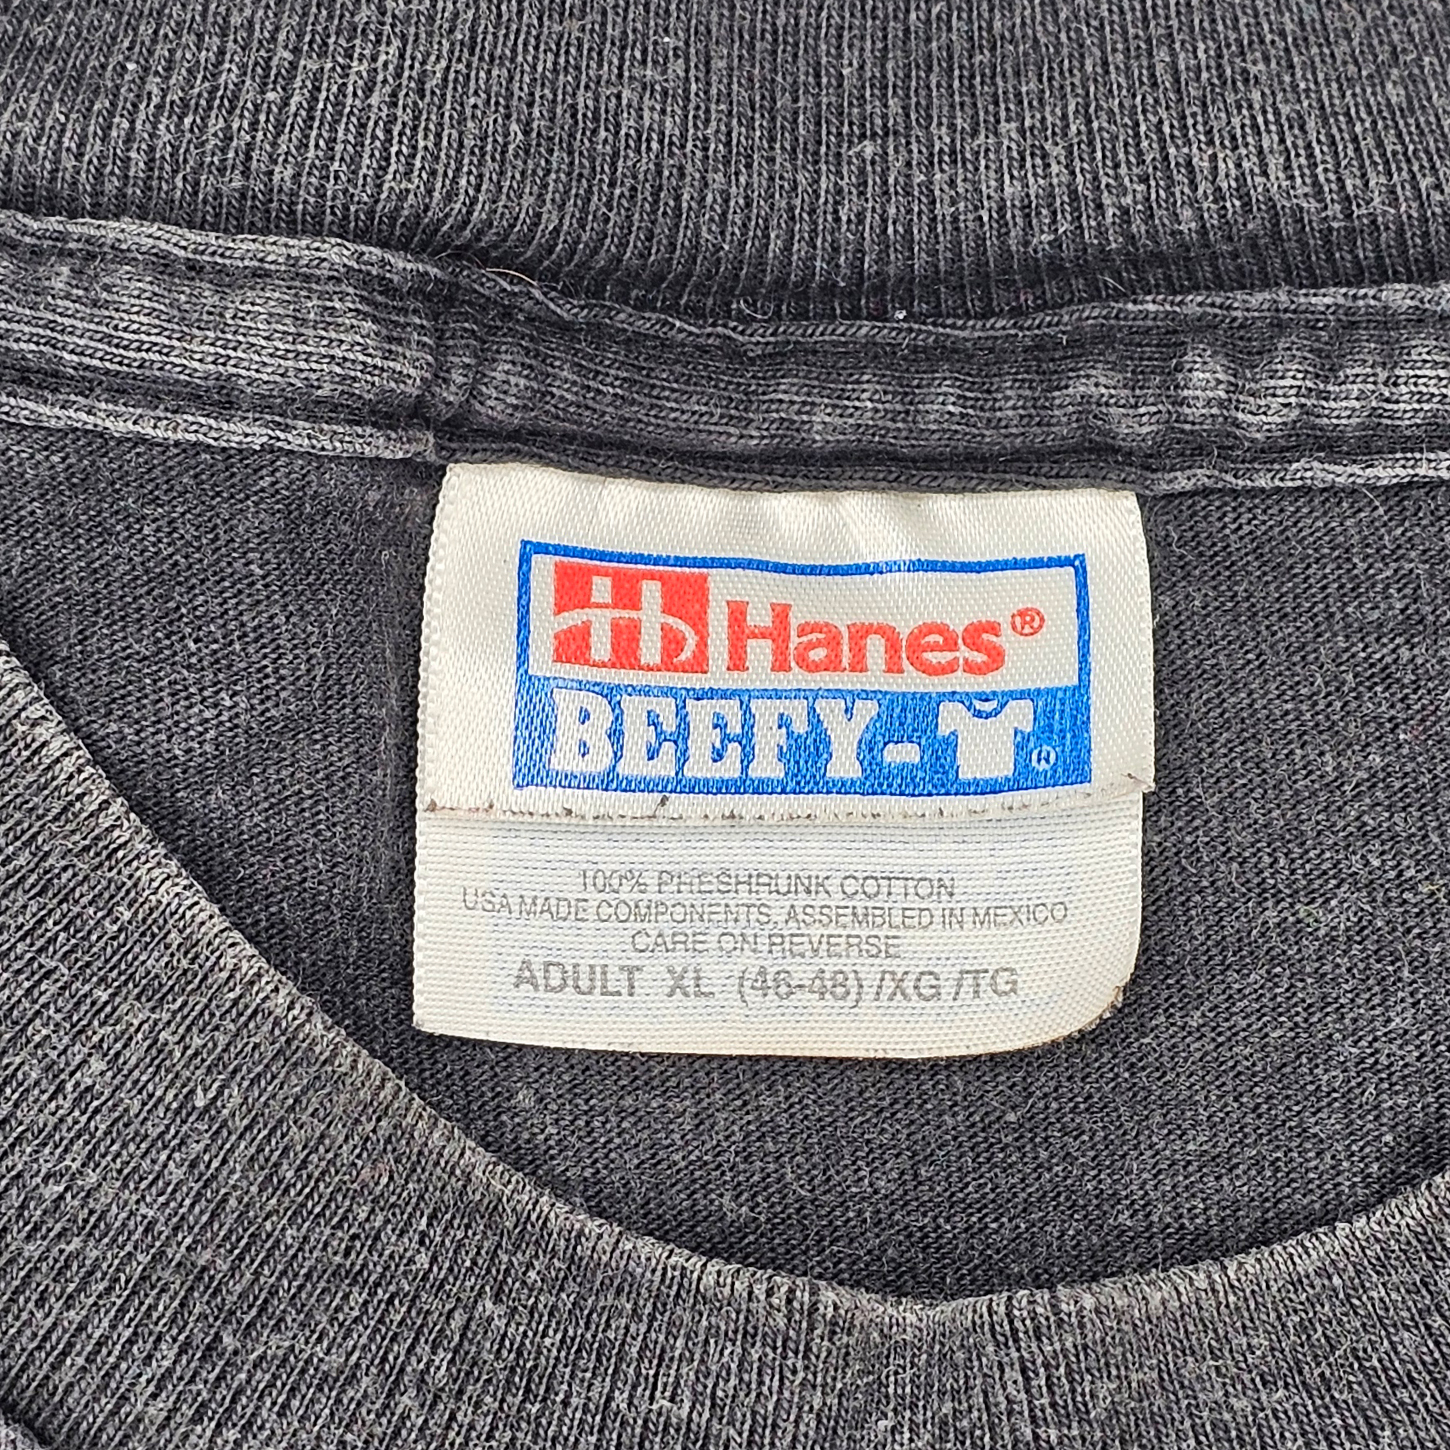 H Hanes®
BEEFY-T®
100% PRESHRUNK COTTON
USA MADE COMPONENTS, ASSEMBLED IN MEXICO
CARE ON REVERSE
ADULT XL (46-48) /XG /TG